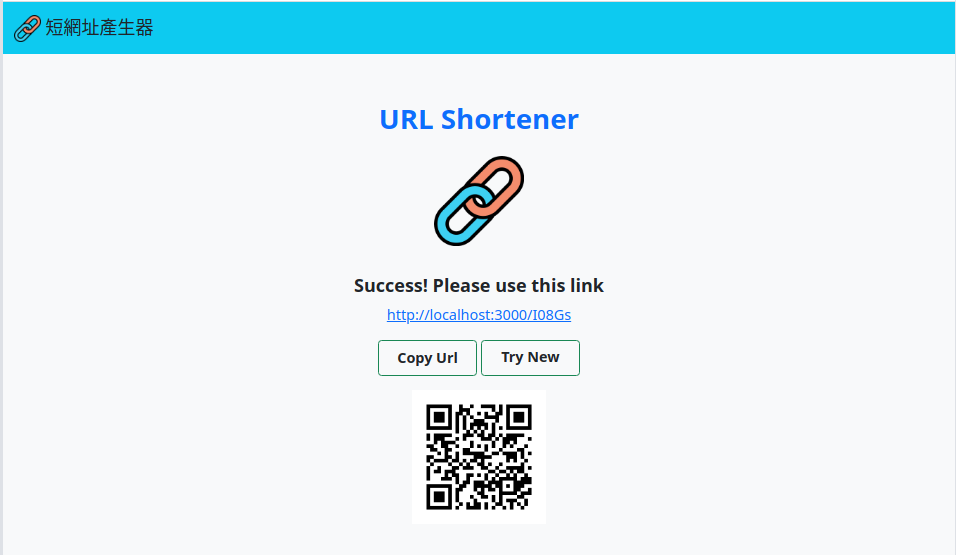 短網址產生器
URL Shortener
Success! Please use this link
http://localhost:3000/I08Gs
Copy Url
Try New